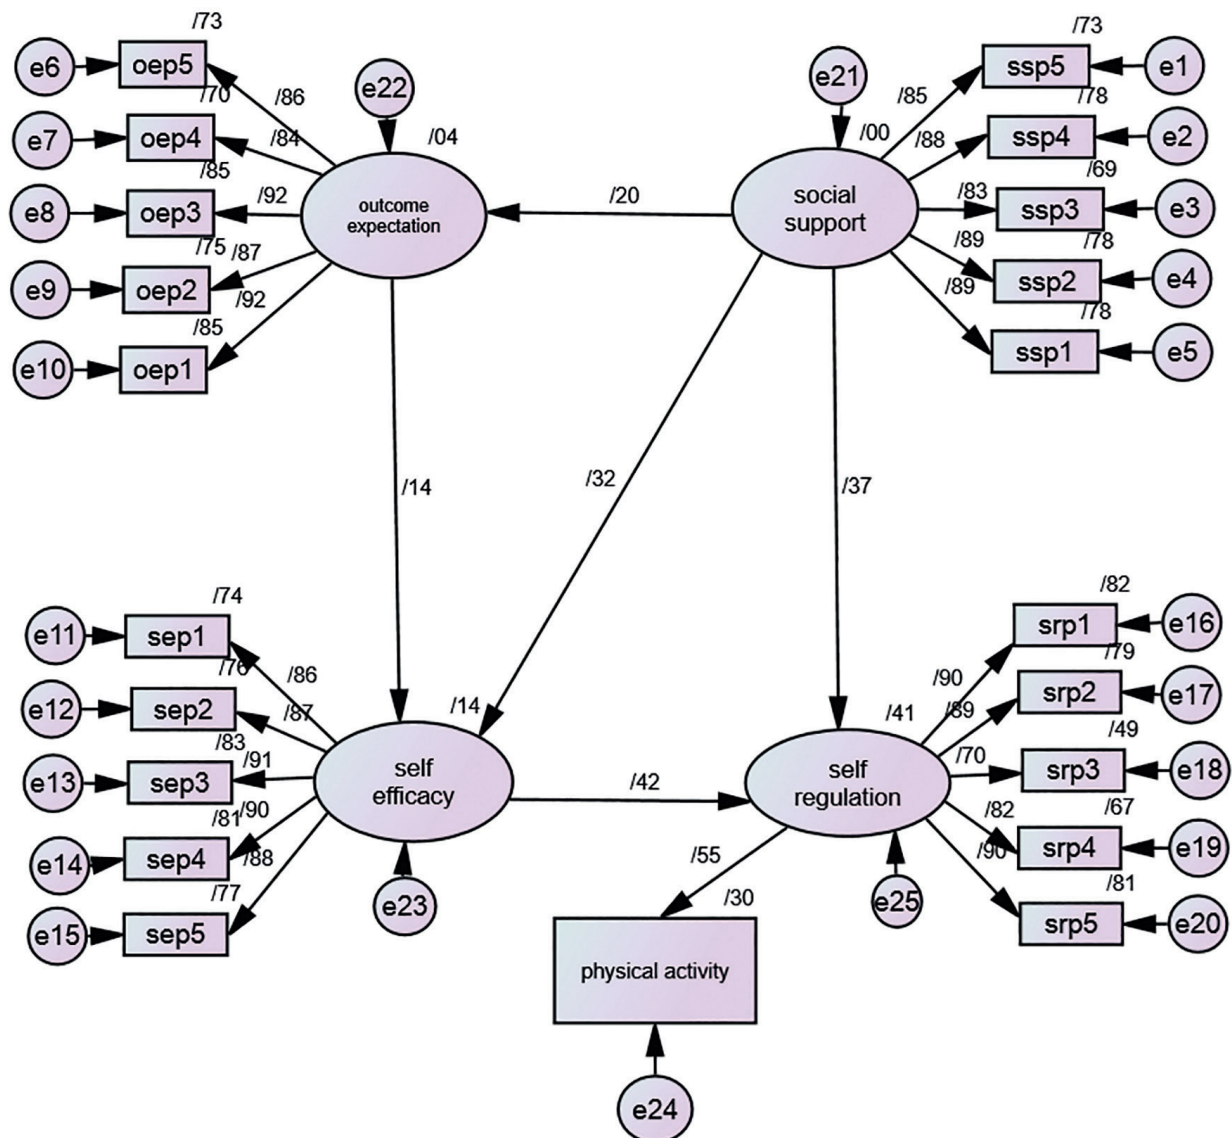 /73
e6
oep5
/70
e7
oep4
/85
e8
oep3
/75
e9
oep2
/85
e10
oep1
/86
/84
/92
/87
/92
e22
/04
outcome
expectation
/20
e21
/00
social
support
/85
/88
/83
/89
/89
/73
ssp5
e1
/78
ssp4
e2
/69
ssp3
e3
/78
ssp2
e4
/78
ssp1
e5
/14
/32
/37
/74
e11
sep1
/76
e12
sep2
/83
e13
sep3
/81
e14
sep4
/77
e15
sep5
/86
/87
/91
/90
/88
/14
self
efficacy
e23
/42
/41
self
regulation
e25
/90
/89
/70
/82
/90
/82
srp1
e16
/79
srp2
e17
/49
srp3
e18
/67
srp4
e19
/81
srp5
e20
/55
/30
physical activity
e24